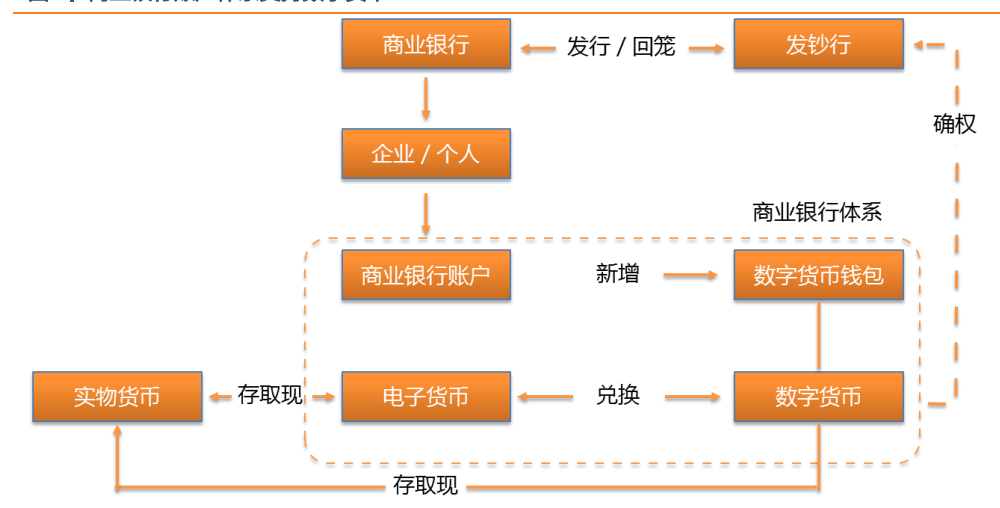 商业银行
发行 / 回笼
发钞行
确权
企业 / 个人
商业银行体系
商业银行账户
新增
数字货币钱包
实物货币
存取现
电子货币
兑换
数字货币
存取现